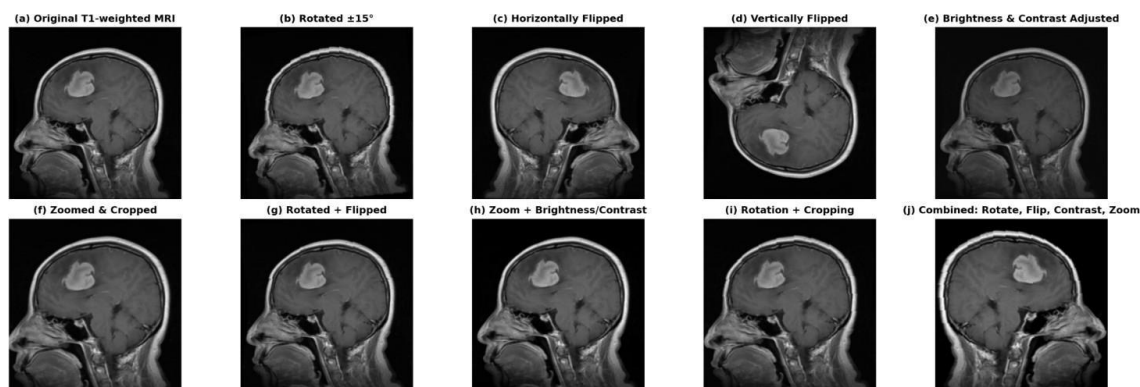 (a) Original T1-weighted MRI
(b) Rotated ±15°
(c) Horizontally Flipped
(d) Vertically Flipped
(e) Brightness & Contrast Adjusted
(f) Zoomed & Cropped
(g) Rotated + Flipped
(h) Zoom + Brightness/Contrast
(i) Rotation + Cropping
(j) Combined: Rotate, Flip, Contrast, Zoom